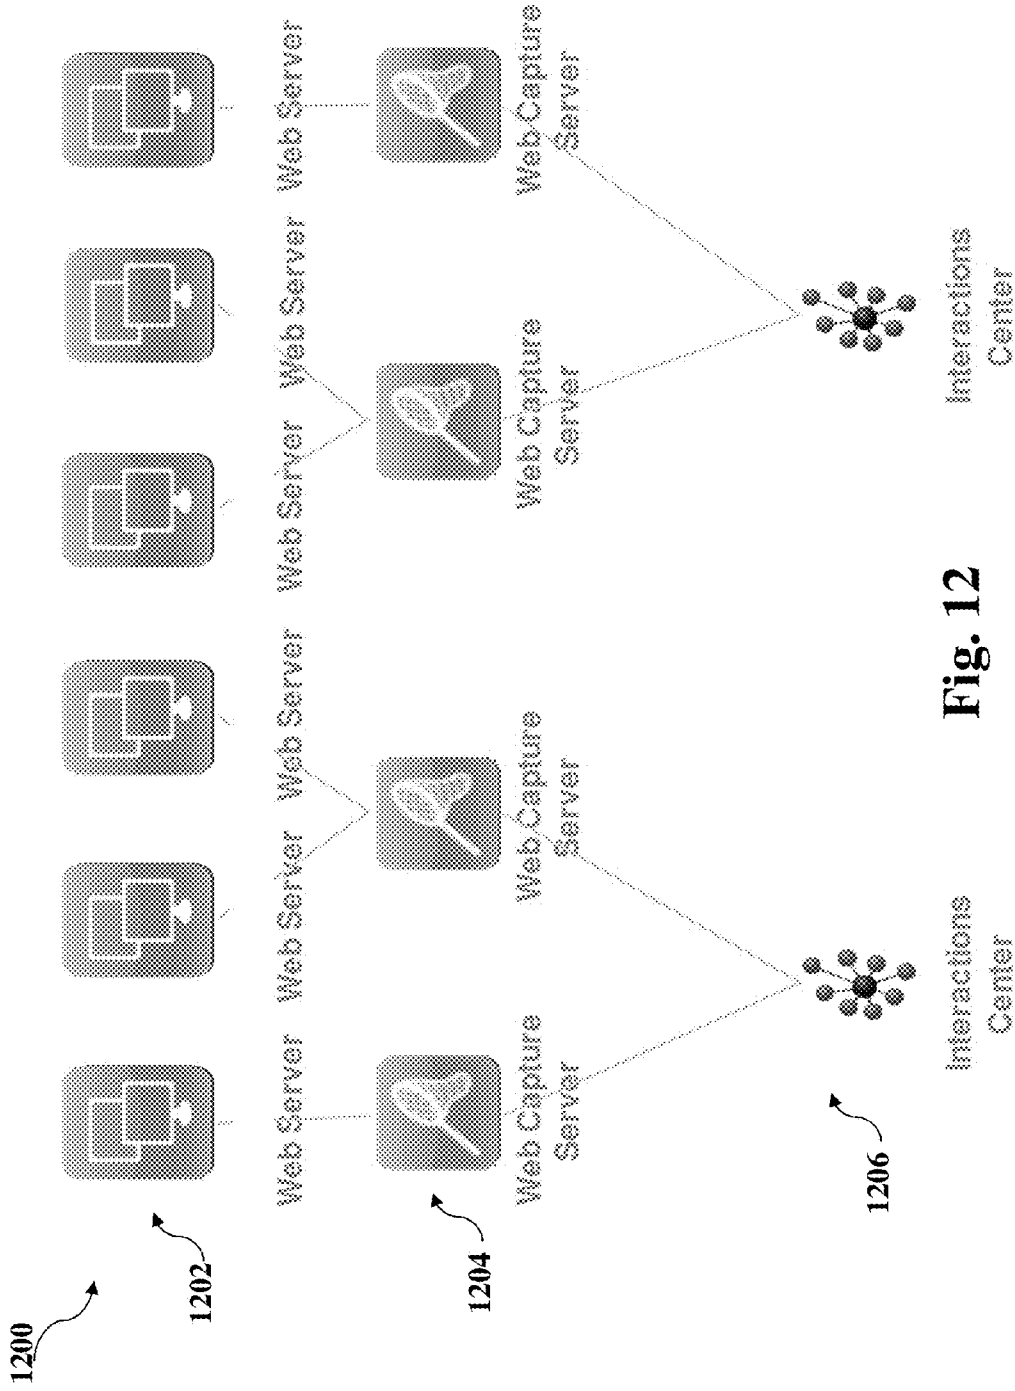 1200
1202
Web Server
Web Server
Web Server
Web Server
Web Server
Web Server
1204
Web Capture
Server
Web Capture
Server
Web Capture
Server
Web Capture
Server
1206
Interactions
Center
Interactions
Center
Fig. 12